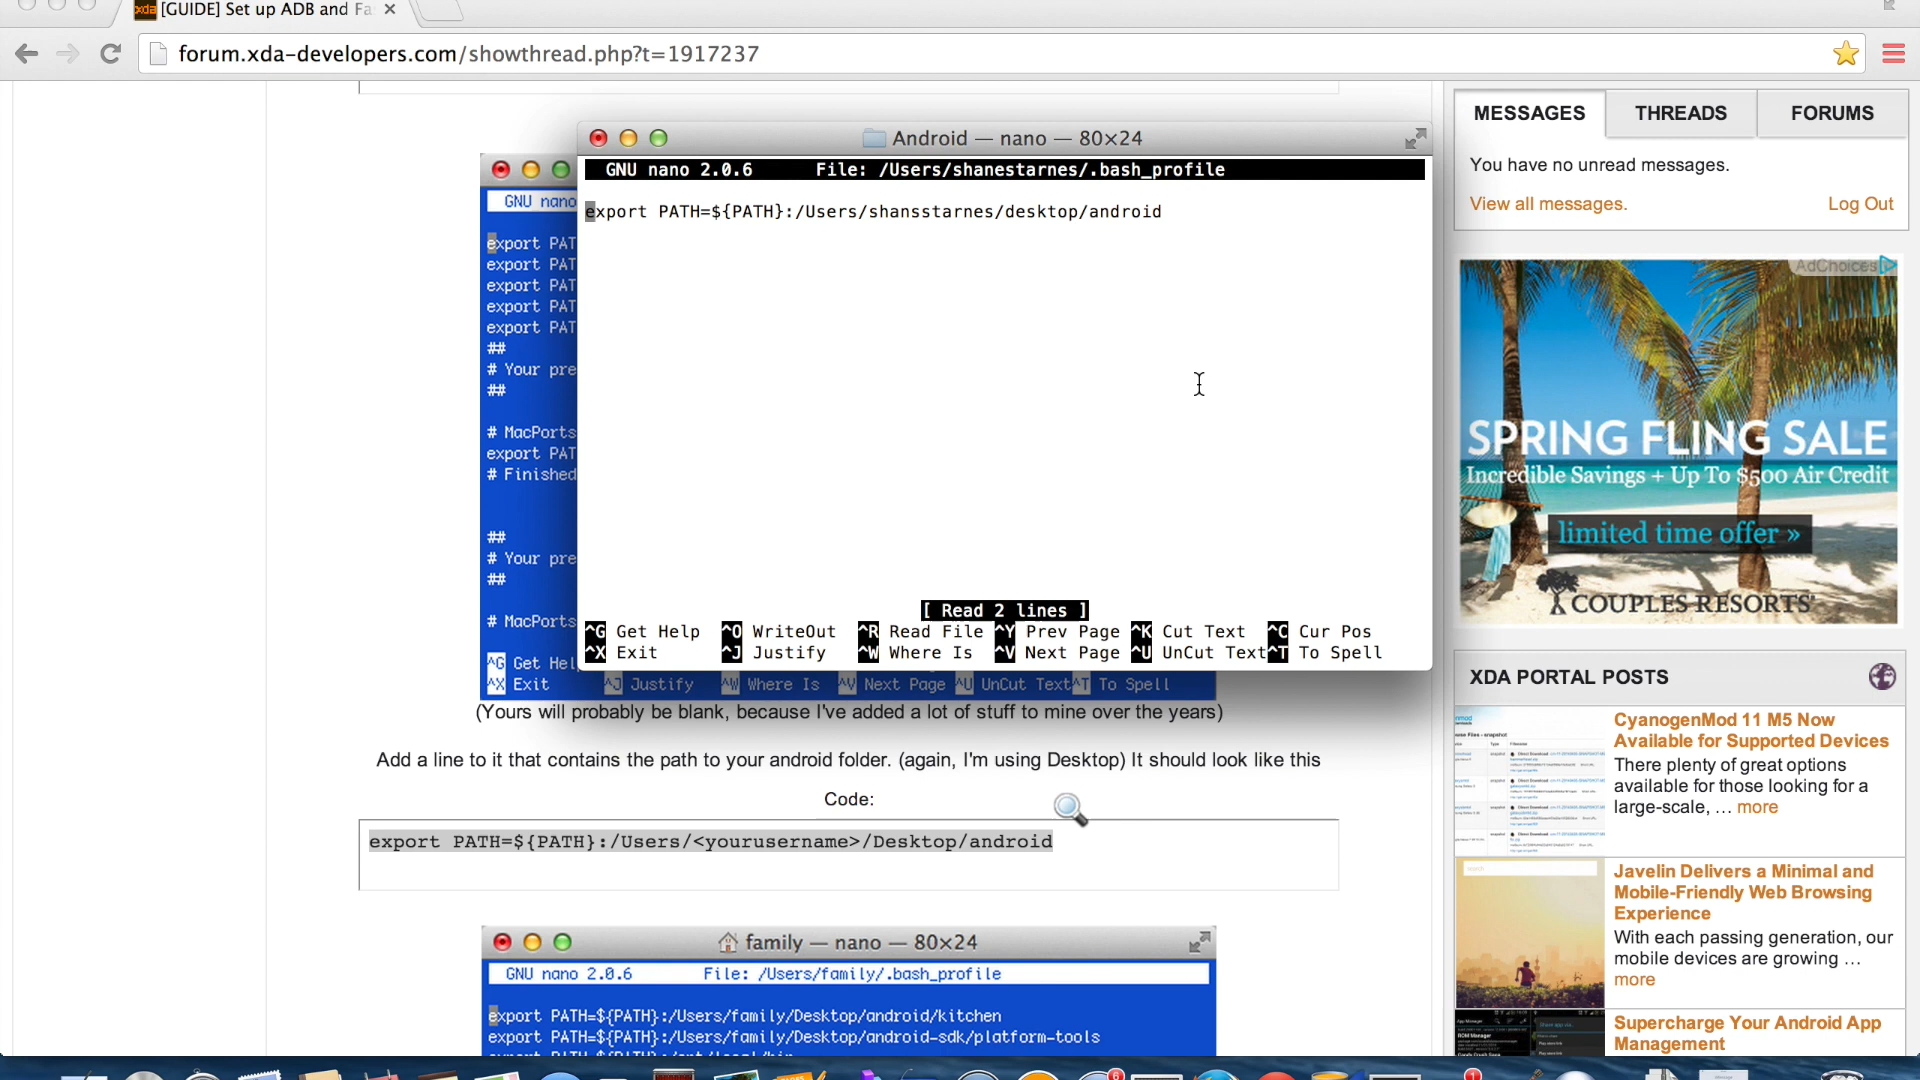 [GUIDE] Set up ADB and Fa
forum.xda-developers.com/showthread.php?t=1917237
Android — nano — 80×24
GNU nano 2.0.6 File: /Users/shanestarnes/.bash_profile
export PATH=${PATH}:/Users/shansstarnes/desktop/android
[ Read 2 lines ]
^G Get Help ^O WriteOut ^R Read File ^Y Prev Page ^K Cut Text ^C Cur Pos
^X Exit ^J Justify ^W Where Is ^V Next Page ^U UnCut Text ^T To Spell
GNU nano
export PAT
export PAT
export PAT
export PAT
export PAT
##
# Your pre
##
# MacPorts
export PAT
# Finished
##
# Your pre
##
# MacPorts
^G Get Hel
^X Exit ^J Justify ^W Where Is ^V Next Page ^U UnCut Text ^T To Spell
(Yours will probably be blank, because I've added a lot of stuff to mine over the years)
Add a line to it that contains the path to your android folder. (again, I'm using Desktop) It should look like this
Code:
export PATH=${PATH}:/Users/<yourusername>/Desktop/android
family — nano — 80×24
GNU nano 2.0.6 File: /Users/family/.bash_profile
export PATH=${PATH}:/Users/family/Desktop/android/kitchen
export PATH=${PATH}:/Users/family/Desktop/android-sdk/platform-tools
MESSAGES THREADS FORUMS
You have no unread messages.
View all messages. Log Out
AdChoices
SPRING FLING SALE
Incredible Savings + Up To $500 Air Credit
limited time offer »
COUPLES RESORTS
XDA PORTAL POSTS
CyanogenMod 11 M5 Now
Available for Supported Devices
There plenty of great options
available for those looking for a
large-scale, … more
Javelin Delivers a Minimal and
Mobile-Friendly Web Browsing
Experience
With each passing generation, our
mobile devices are growing …
more
Supercharge Your Android App
Management